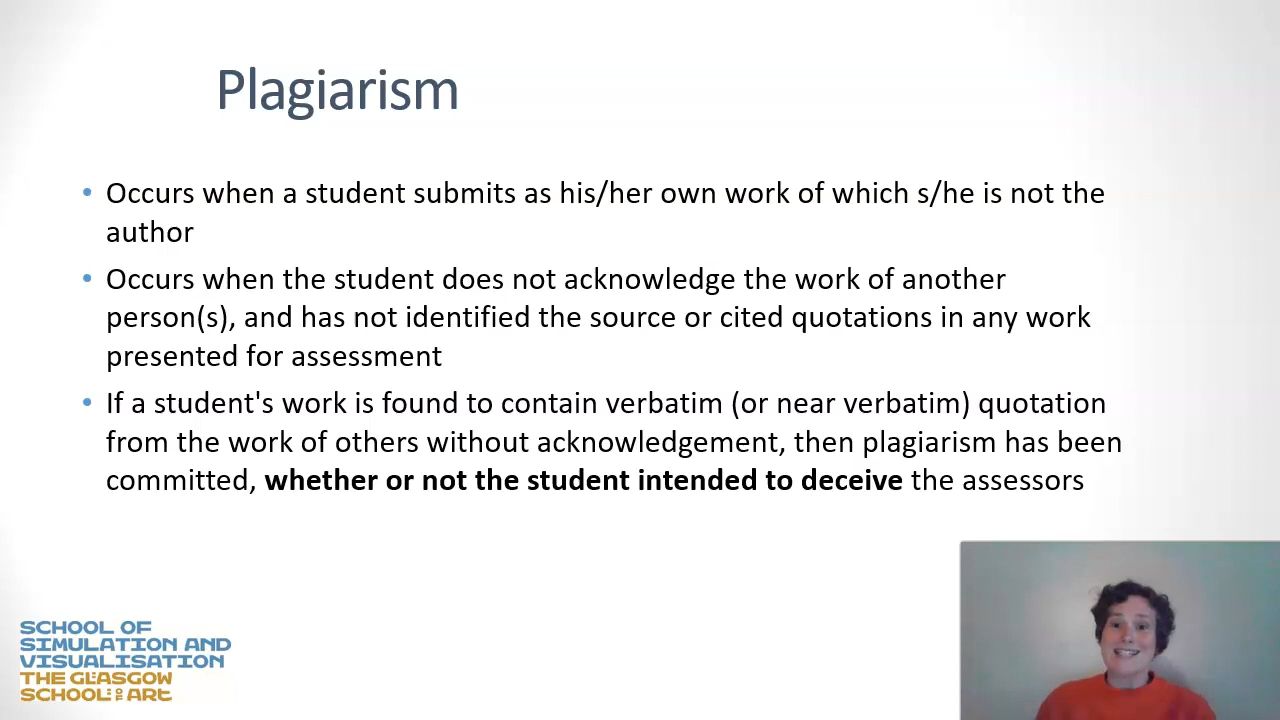 Plagiarism
• Occurs when a student submits as his/her own work of which s/he is not the
author
• Occurs when the student does not acknowledge the work of another
person(s), and has not identified the source or cited quotations in any work
presented for assessment
• If a student's work is found to contain verbatim (or near verbatim) quotation
from the work of others without acknowledgement, then plagiarism has been
committed, whether or not the student intended to deceive the assessors
SCHOOL OF
SIMULATION AND
VISUALISATION
THE GLASGOW
SCHOOL OF ART